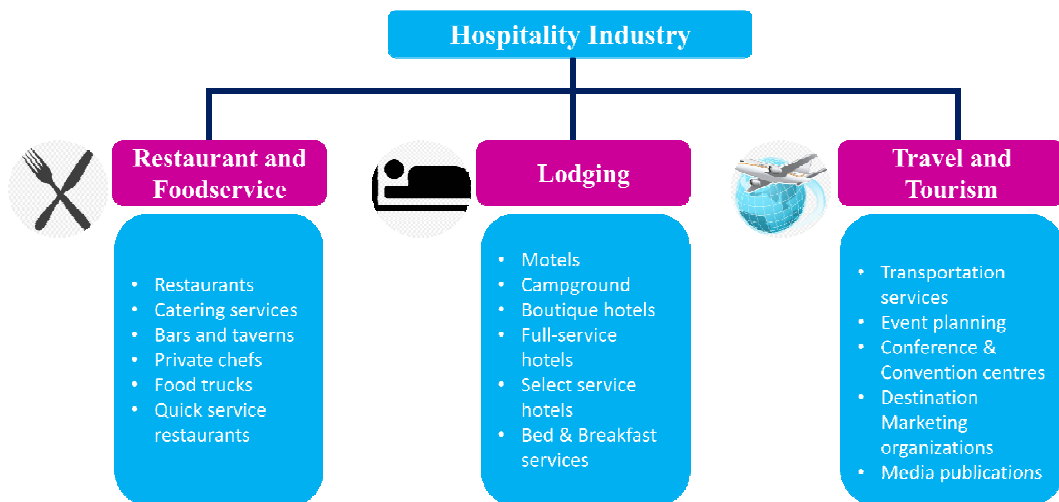 Hospitality Industry
Restaurant and
Foodservice
• Restaurants
• Catering services
• Bars and taverns
• Private chefs
• Food trucks
• Quick service
restaurants
Lodging
• Motels
• Campground
• Boutique hotels
• Full-service
hotels
• Select service
hotels
• Bed & Breakfast
services
Travel and
Tourism
• Transportation
services
• Event planning
• Conference &
Convention centres
• Destination
Marketing
organizations
• Media publications